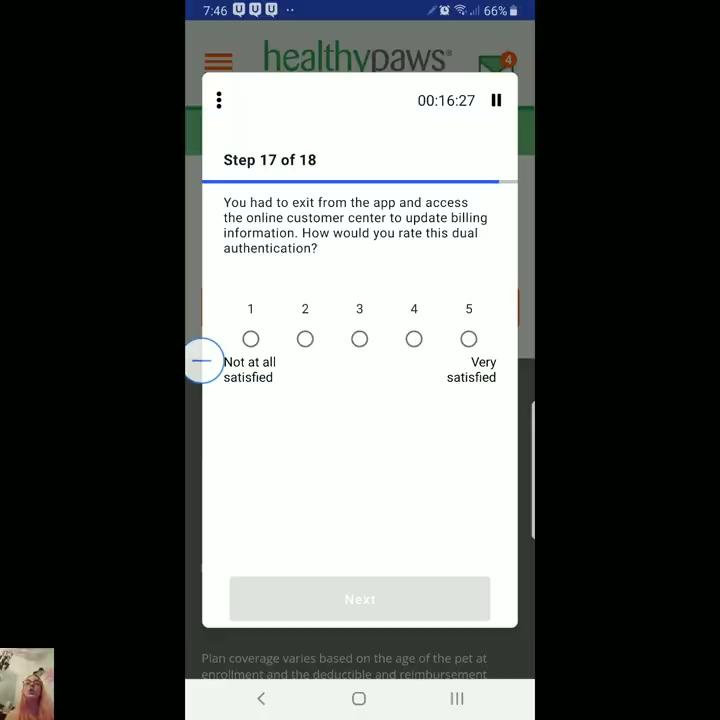 7:46
66%
healthypaws®
4
00:16:27
Step 17 of 18
You had to exit from the app and access
the online customer center to update billing
information. How would you rate this dual
authentication?
1 2 3 4 5
Not at all
satisfied
Very
satisfied
Next
Plan coverage varies based on the age of the pet at
enrollment and the deductible and reimbursement